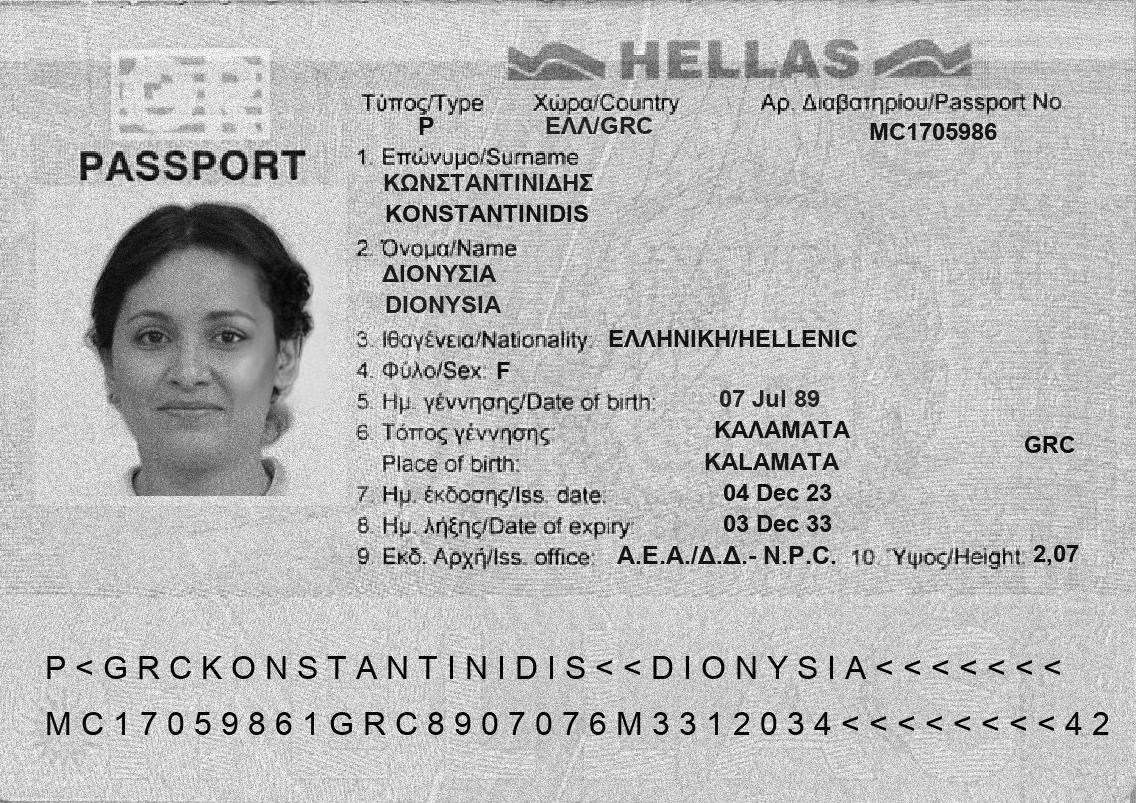 HELLAS
Τύπος/Type Χώρα/Country Αρ. Διαβατηρίου/Passport No.
P ΕΛΛ/GRC MC1705986
PASSPORT
1. Επώνυμο/Surname
ΚΩΝΣΤΑΝΤΙΝΙΔΗΣ
KONSTANTINIDIS
2. Όνομα/Name
ΔΙΟΝΥΣΙΑ
DIONYSIA
3. Ιθαγένεια/Nationality: ΕΛΛΗΝΙΚΗ/HELLENIC
4. Φύλο/Sex: F
5. Ημ. γέννησης/Date of birth: 07 Jul 89
6. Τόπος γέννησης: ΚΑΛΑΜΑΤΑ
GRC
Place of birth: KALAMATA
7. Ημ. έκδοσης/Iss. date: 04 Dec 23
8. Ημ. λήξης/Date of expiry: 03 Dec 33
9 Εκδ. Αρχή/Iss. office: Α.Ε.Α./Δ.Δ.- N.P.C. 10 Ύψος/Height: 2,07
P<GRCKONSTANTINIDIS<<DIONYSIA<<<<<<<
MC17059861GRC8907076M3312034<<<<<<<<42